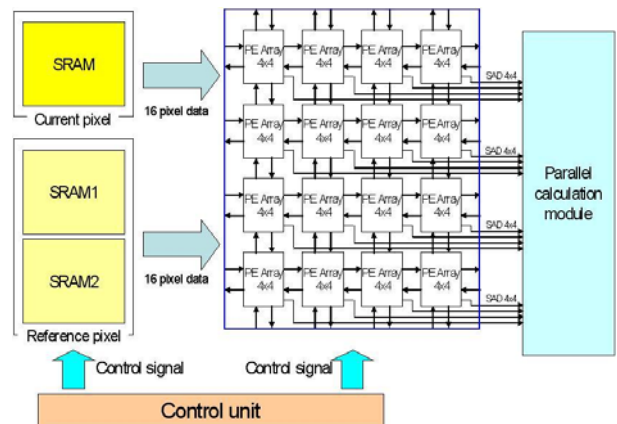 SRAM
Current pixel
16 pixel data
SRAM1
SRAM2
Reference pixel
16 pixel data
PE Array
4x4
PE Array
4x4
PE Array
4x4
PE Array
4x4
SAD 4x4
PE Array
4x4
PE Array
4x4
PE Array
4x4
PE Array
4x4
SAD 4x4
PE Array
4x4
PE Array
4x4
PE Array
4x4
PE Array
4x4
SAD 4x4
PE Array
4x4
PE Array
4x4
PE Array
4x4
PE Array
4x4
SAD 4x4
Parallel
calculation
module
Control signal
Control signal
Control unit